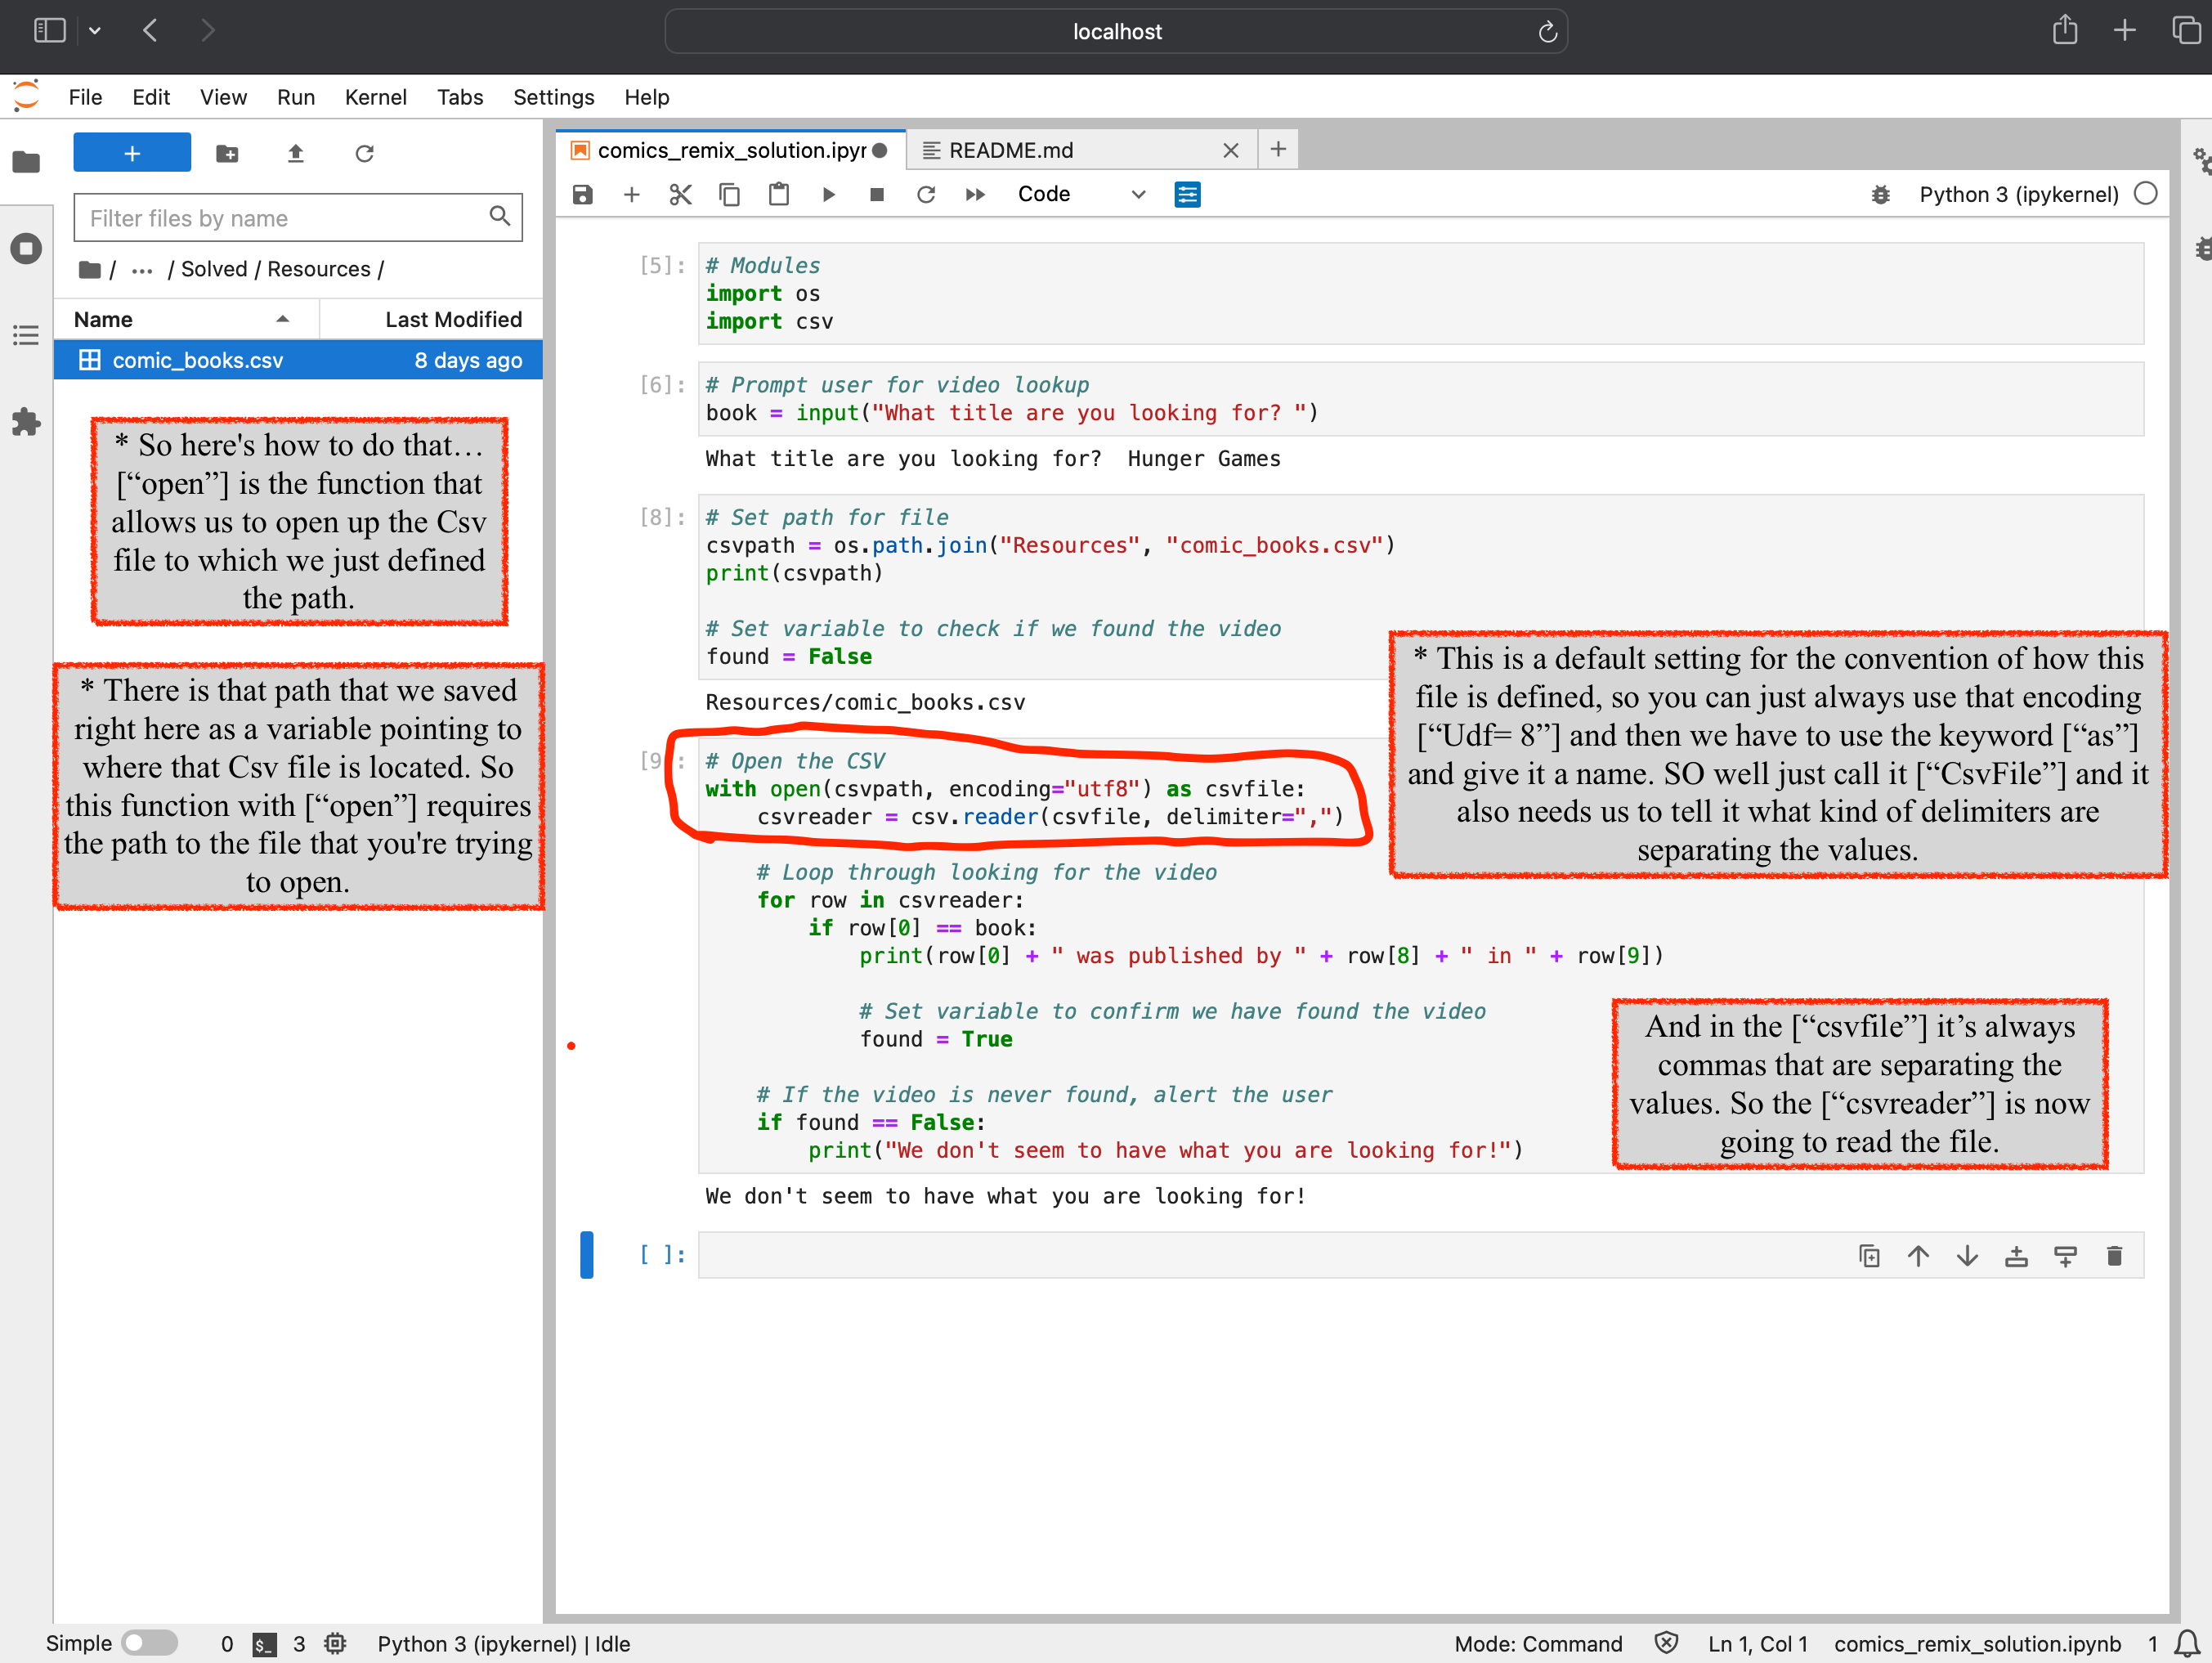 localhost
File Edit View Run Kernel Tabs Settings Help
+
Filter files by name
/ … / Solved / Resources /
Name Last Modified
comic_books.csv 8 days ago
* So here's how to do that…
[“open”] is the function that
allows us to open up the Csv
file to which we just defined
the path.
* There is that path that we saved
right here as a variable pointing to
where that Csv file is located. So
this function with [“open”] requires
the path to the file that you're trying
to open.
comics_remix_solution.ipyn
README.md
Code
Python 3 (ipykernel)
[5]: # Modules
import os
import csv
[6]: # Prompt user for video lookup
book = input("What title are you looking for? ")
What title are you looking for?  Hunger Games
[8]: # Set path for file
csvpath = os.path.join("Resources", "comic_books.csv")
print(csvpath)
# Set variable to check if we found the video
found = False
Resources/comic_books.csv
[9]: # Open the CSV
with open(csvpath, encoding="utf8") as csvfile:
    csvreader = csv.reader(csvfile, delimiter=",")
    # Loop through looking for the video
    for row in csvreader:
        if row[0] == book:
            print(row[0] + " was published by " + row[8] + " in " + row[9])
            # Set variable to confirm we have found the video
            found = True
    # If the video is never found, alert the user
    if found == False:
        print("We don't seem to have what you are looking for!")
We don't seem to have what you are looking for!
[ ]:
* This is a default setting for the convention of how this
file is defined, so you can just always use that encoding
[“Udf= 8”] and then we have to use the keyword [“as”]
and give it a name. SO well just call it [“CsvFile”] and it
also needs us to tell it what kind of delimiters are
separating the values.
And in the [“csvfile”] it’s always
commas that are separating the
values. So the [“csvreader”] is now
going to read the file.
Simple 0 $_ 3 Python 3 (ipykernel) | Idle
Mode: Command Ln 1, Col 1 comics_remix_solution.ipynb 1